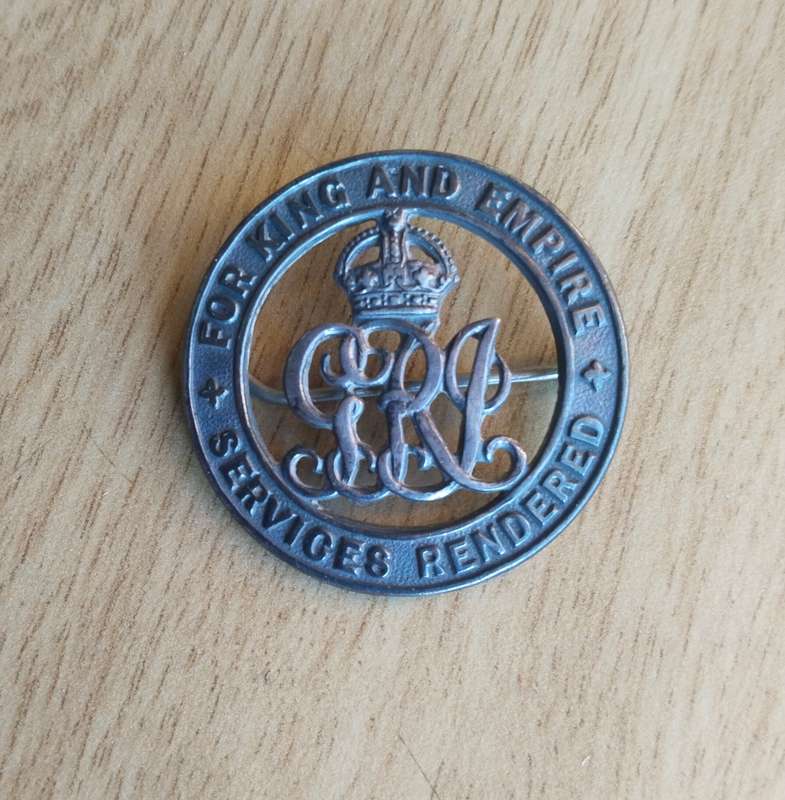 FOR KING AND EMPIRE
SERVICES RENDERED
GRI